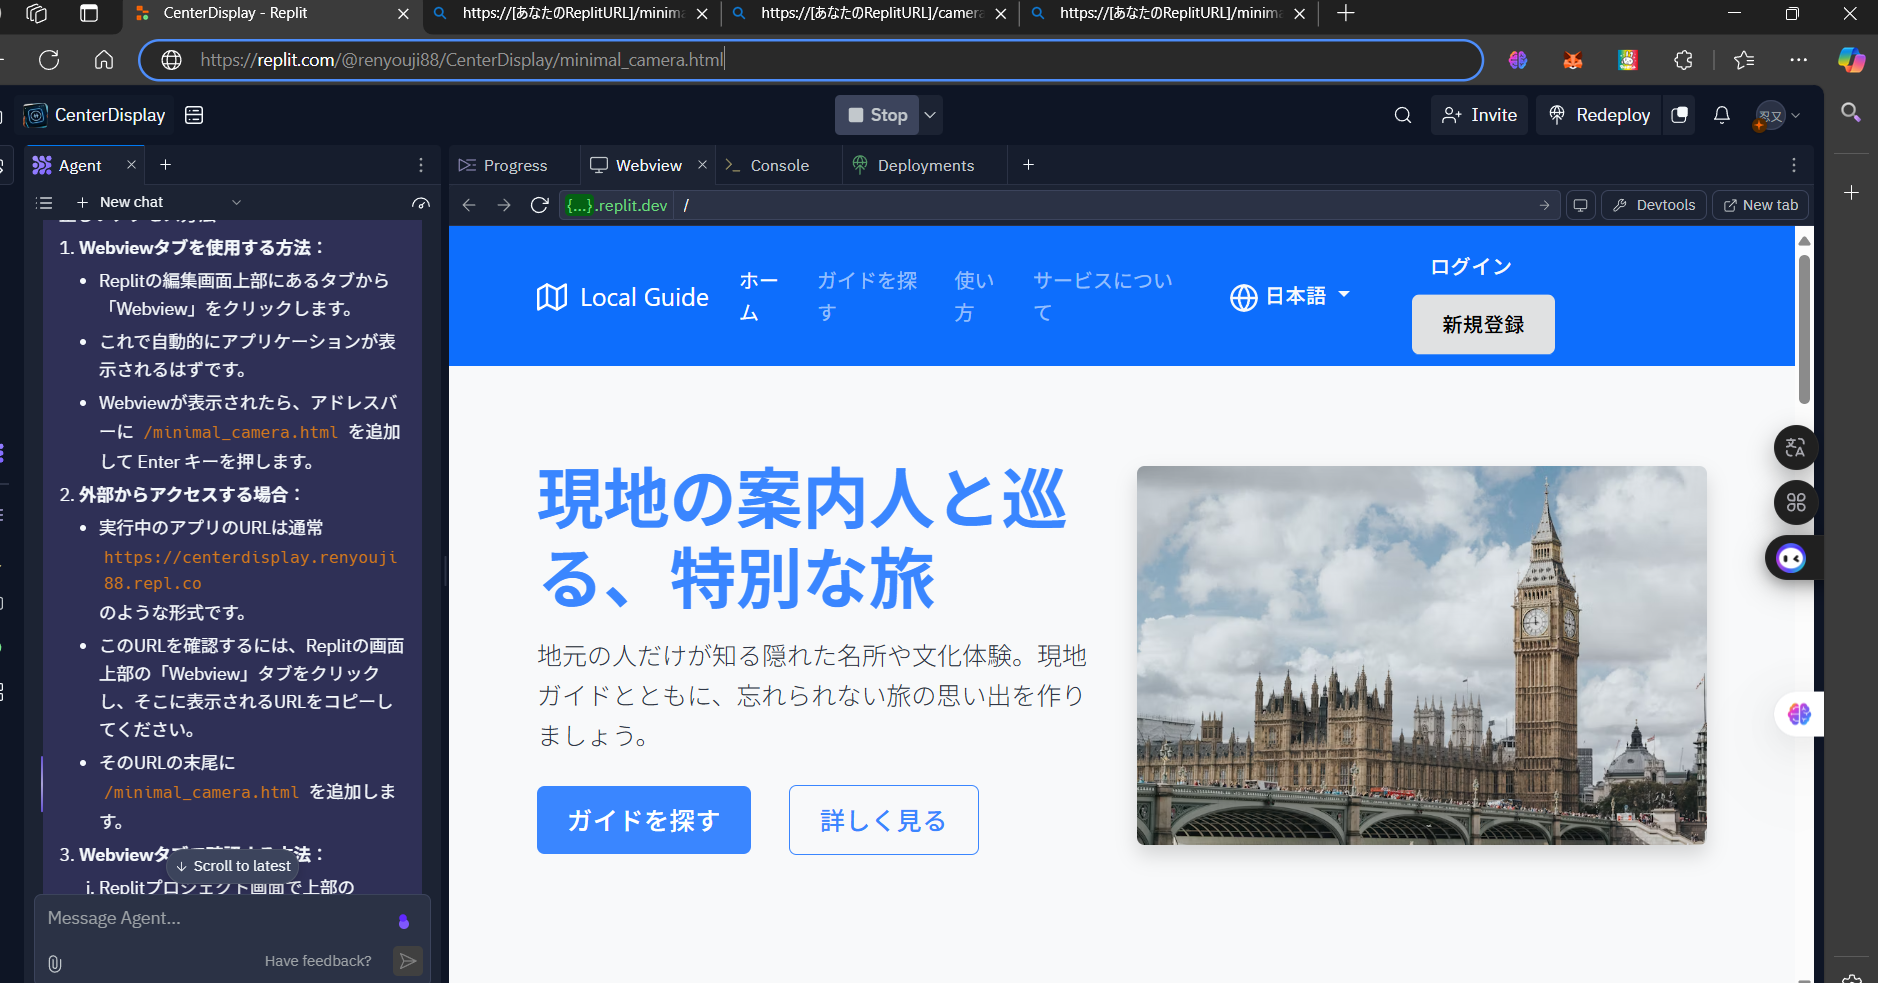 CenterDisplay - Replit
https://[あなたのReplitURL]/minima
https://[あなたのReplitURL]/camera
https://[あなたのReplitURL]/minima
https://replit.com/@renyouji88/CenterDisplay/minimal_camera.html
CenterDisplay
Stop
Invite
Redeploy
Agent
Progress
Webview
Console
Deployments
New chat
{...}.replit.dev
/
Devtools
New tab
1. Webviewタブを使用する方法：
• Replitの編集画面上部にあるタブから
「Webview」をクリックします。
• これで自動的にアプリケーションが表
示されるはずです。
• Webviewが表示されたら、アドレスバ
ーに /minimal_camera.html を追加
して Enter キーを押します。
2. 外部からアクセスする場合：
• 実行中のアプリのURLは通常
https://centerdisplay.renyouji
88.repl.co
のような形式です。
• このURLを確認するには、Replitの画面
上部の「Webview」タブをクリック
し、そこに表示されるURLをコピーし
てください。
• そのURLの末尾に
/minimal_camera.html を追加しま
す。
3. Webviewタブ
法：
↓ Scroll to latest
i. Replitプロジェクト画面で上部の
Message Agent...
Have feedback?
Local Guide
ホー
ム
ガイドを探
す
使い
方
サービスについ
て
日本語
ログイン
新規登録
現地の案内人と巡
る、特別な旅
地元の人だけが知る隠れた名所や文化体験。現地
ガイドとともに、忘れられない旅の思い出を作り
ましょう。
ガイドを探す
詳しく見る